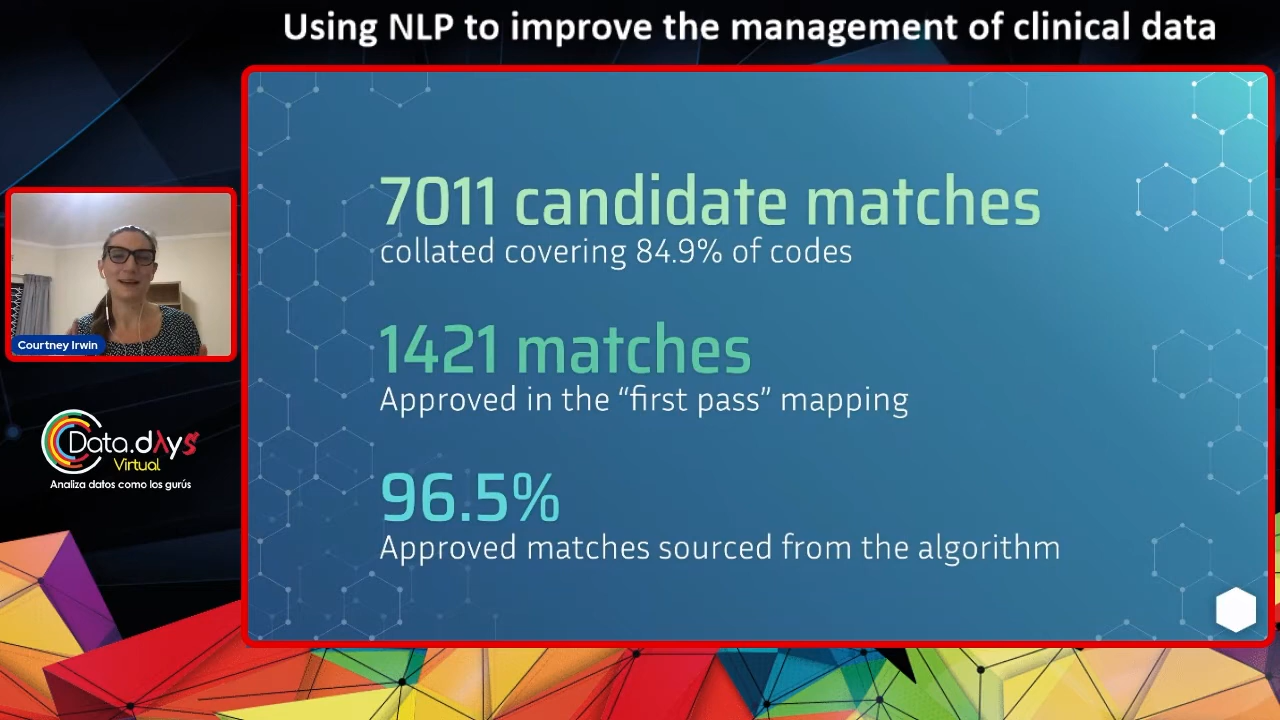 Using NLP to improve the management of clinical data
7011 candidate matches
collated covering 84.9% of codes
1421 matches
Approved in the “first pass” mapping
96.5%
Approved matches sourced from the algorithm
Courtney Irwin
Data.dλys
Virtual
Analiza datos como los gurús